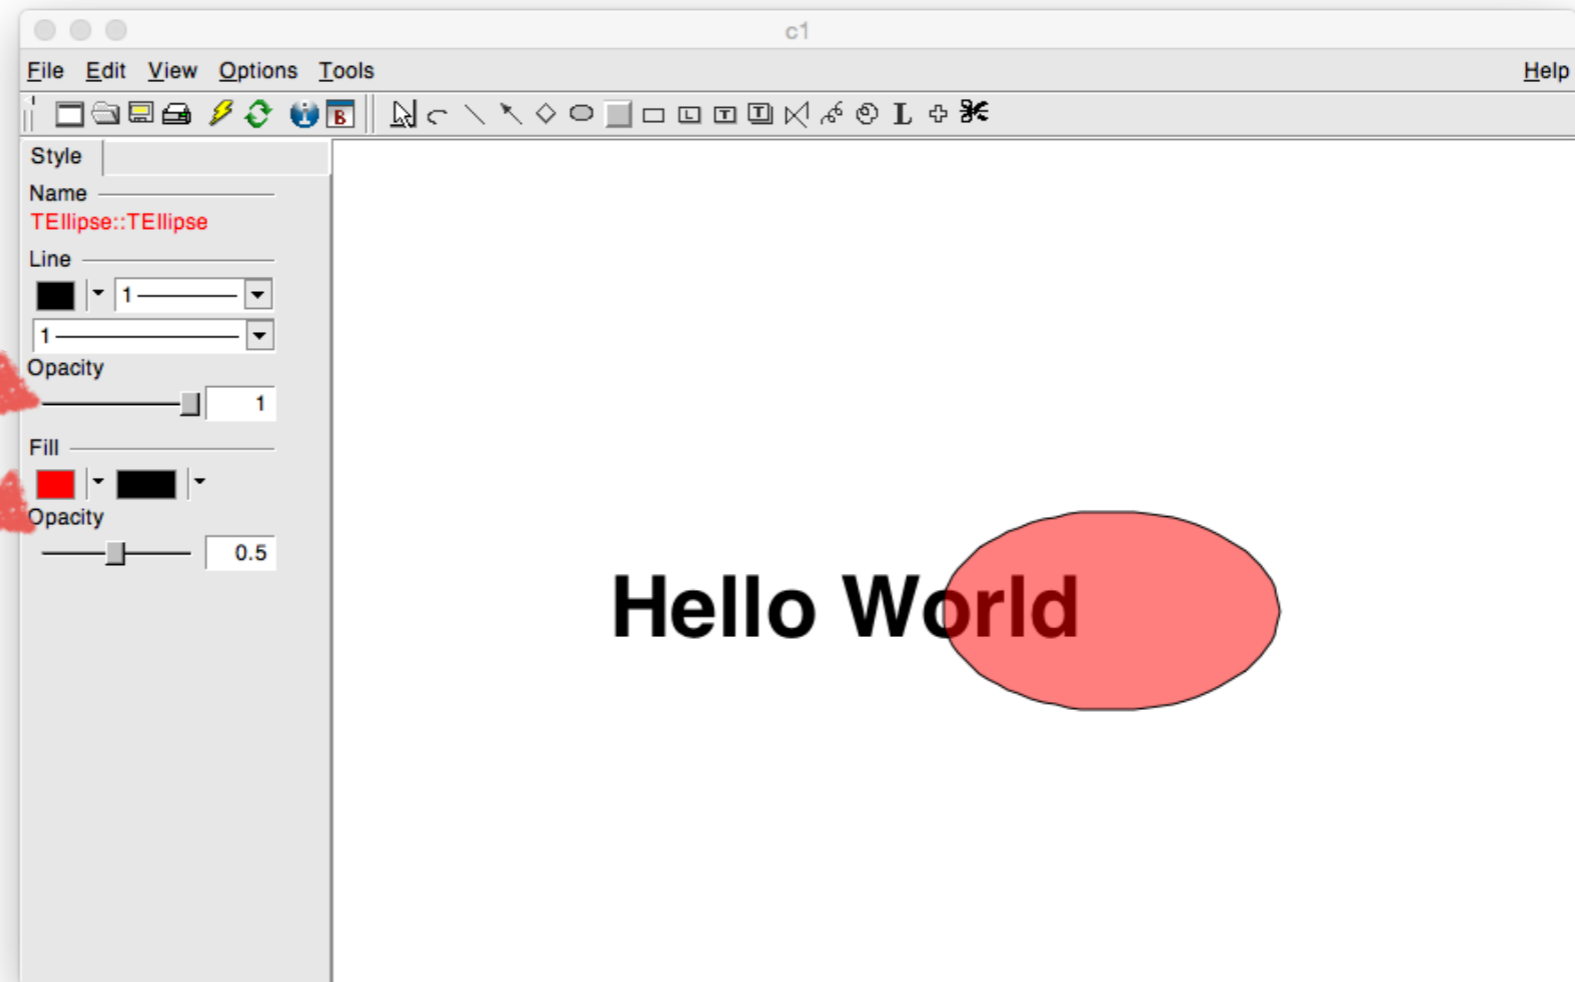 c1
File Edit View Options Tools Help
B L T T L
Style
Name
TEllipse::TEllipse
Line
1
1
Opacity
1
Fill
Opacity
0.5
Hello World